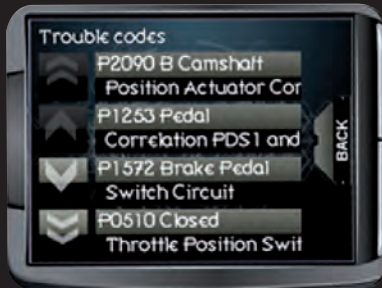 Trouble codes
P2090 B Camshaft
Position Actuator Cor
P1253 Pedal
Correlation PDS1 and
P1572 Brake Pedal
Switch Circuit
P0510 Closed
Throttle Position Swit
BACK